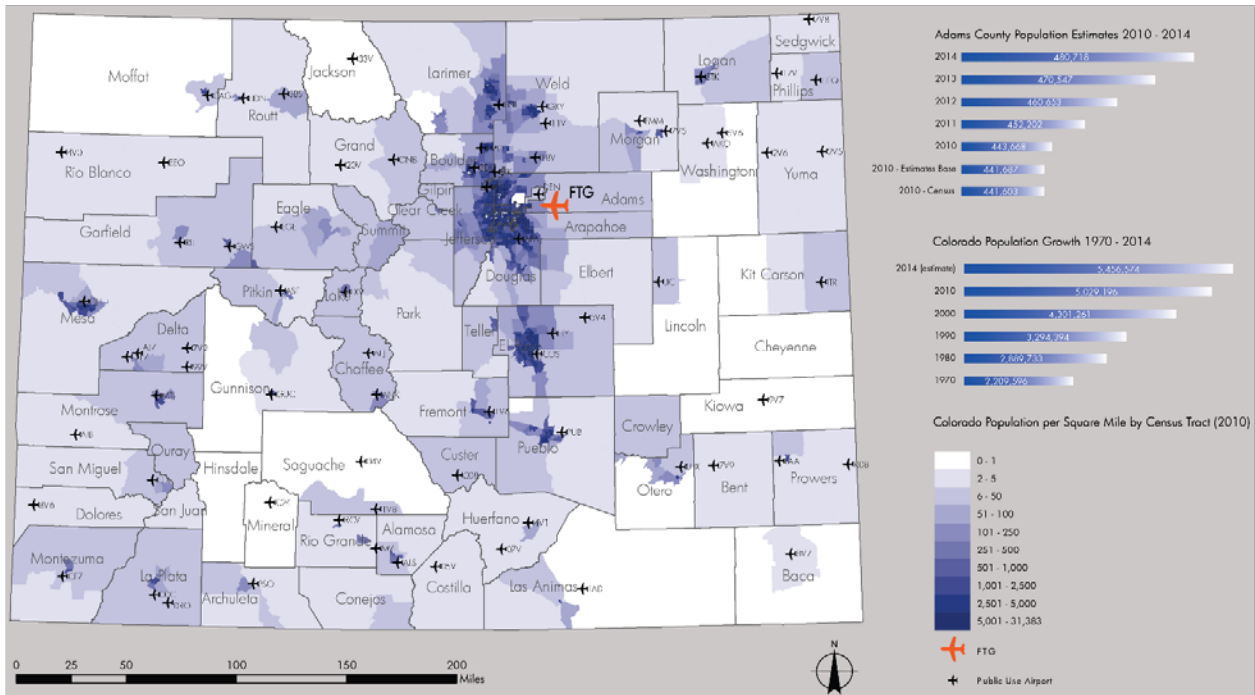 Adams County Population Estimates 2010 - 2014
2014 480,718
2013 470,547
2012 460,653
2011 452,202
2010 443,668
2010 - Estimates Base 441,687
2010 - Census 441,603
Colorado Population Growth 1970 - 2014
2014 (estimate) 5,456,574
2010 5,029,196
2000 4,301,261
1990 3,294,394
1980 2,889,733
1970 2,209,596
Colorado Population per Square Mile by Census Tract (2010)
0 - 1
2 - 5
6 - 50
51 - 100
101 - 250
251 - 500
501 - 1,000
1,001 - 2,500
2,501 - 5,000
5,001 - 31,383
FTG
Public Use Airport
Moffat
Jackson
33V
Larimer
Weld
Logan
Sedgwick
Phillips
Routt
Grand
Boulder
Morgan
Washington
Yuma
Rio Blanco
EEO
Gilpin
Clear Creek
FTG
Adams
Arapahoe
Garfield
Eagle
Summit
Jefferson
Douglas
Elbert
Kit Carson
Mesa
Pitkin
Lake
Park
Lincoln
Delta
Teller
Cheyenne
Chaffee
Gunnison
Montrose
Fremont
Kiowa
Crowley
Pueblo
PUB
Ouray
San Miguel
Hinsdale
Saguache
Custer
Otero
Bent
Prowers
Dolores
San Juan
Mineral
Rio Grande
Alamosa
Huerfano
Montezuma
La Plata
Archuleta
Conejos
Costilla
Las Animas
Baca
0 25 50 100 150 200
Miles
N